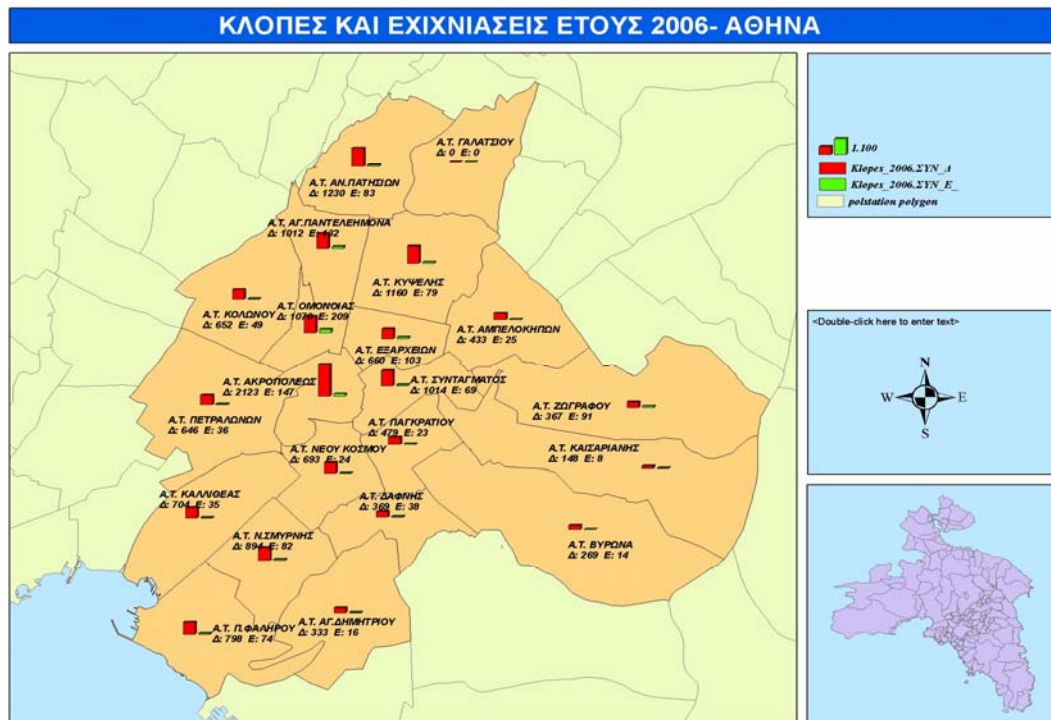 ΚΛΟΠΕΣ ΚΑΙ ΕΧΙΧΝΙΑΣΕΙΣ ΕΤΟΥΣ 2006- ΑΘΗΝΑ
Α.Τ. ΓΑΛΑΤΣΙΟΥ
Δ: 0 Ε: 0
Α.Τ. ΑΝ.ΠΑΤΗΣΙΩΝ
Δ: 1230 Ε: 83
Α.Τ. ΑΓ.ΠΑΝΤΕΛΕΗΜΟΝΑ
Δ: 1012 Ε:
Α.Τ. ΚΥΨΕΛΗΣ
Δ: 1160 Ε: 79
Α.Τ. ΚΟΛΩΝΟΥ
Δ: 652 Ε: 49
Α.Τ. ΟΜΟΝΟΙΑΣ
Δ: 1070 Ε: 209
Α.Τ. ΑΜΠΕΛΟΚΗΠΩΝ
Δ: 433 Ε: 25
Α.Τ. ΕΞΑΡΧΕΙΩΝ
Δ: 660 Ε: 103
Α.Τ. ΑΚΡΟΠΟΛΕΩΣ
Δ: 2123 Ε: 147
Α.Τ. ΣΥΝΤΑΓΜΑΤΟΣ
Δ: 1014 Ε: 69
Α.Τ. ΖΩΓΡΑΦΟΥ
Δ: 367 Ε: 91
Α.Τ. ΠΕΤΡΑΛΩΝΩΝ
Δ: 646 Ε: 36
Α.Τ. ΠΑΓΚΡΑΤΙΟΥ
Δ: 479 Ε: 23
Α.Τ. ΚΑΙΣΑΡΙΑΝΗΣ
Δ: 148 Ε: 8
Α.Τ. ΝΕΟΥ ΚΟΣΜΟΥ
Δ: 693 Ε: 24
Α.Τ. ΚΑΛΛΙΘΕΑΣ
Δ: 704 Ε: 35
Α.Τ. ΔΑΦΝΗΣ
Δ: 369 Ε: 38
Α.Τ. Ν.ΣΜΥΡΝΗΣ
Δ: 894 Ε: 82
Α.Τ. ΒΥΡΩΝΑ
Δ: 269 Ε: 14
Α.Τ. Π.ΦΑΛΗΡΟΥ
Δ: 798 Ε: 74
Α.Τ. ΑΓ.ΔΗΜΗΤΡΙΟΥ
Δ: 333 Ε: 16
1.100
Klopes_2006.ΣΥΝ_Δ
Klopes_2006.ΣΥΝ_Ε_
polstation polygon
<Double-click here to enter text>
N
W E
S